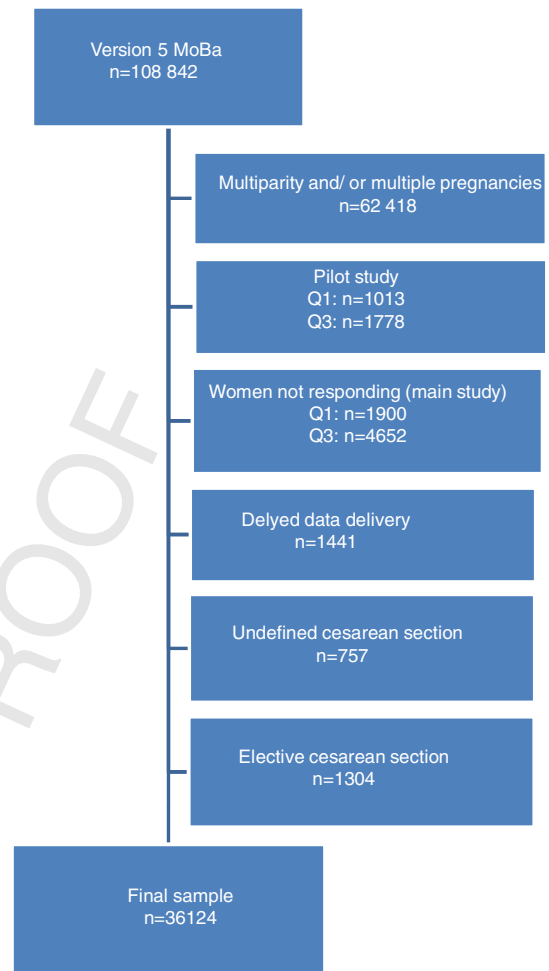 Version 5 MoBa
n=108 842
Multiparity and/ or multiple pregnancies
n=62 418
Pilot study
Q1: n=1013
Q3: n=1778
Women not responding (main study)
Q1: n=1900
Q3: n=4652
Delyed data delivery
n=1441
Undefined cesarean section
n=757
Elective cesarean section
n=1304
Final sample
n=36124
ROOF